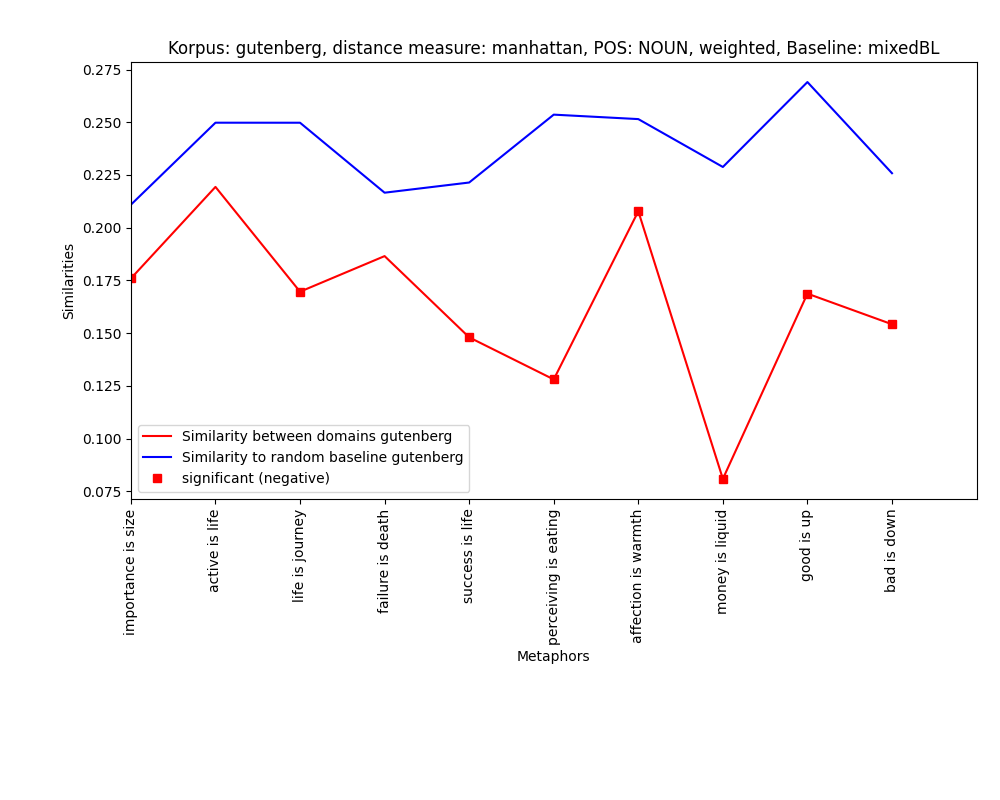 Korpus: gutenberg, distance measure: manhattan, POS: NOUN, weighted, Baseline: mixedBL
0.275
0.250
0.225
0.200
0.175
0.150
0.125
0.100
0.075
Similarities
Similarity between domains gutenberg
Similarity to random baseline gutenberg
significant (negative)
importance is size
active is life
life is journey
failure is death
success is life
perceiving is eating
affection is warmth
money is liquid
good is up
bad is down
Metaphors